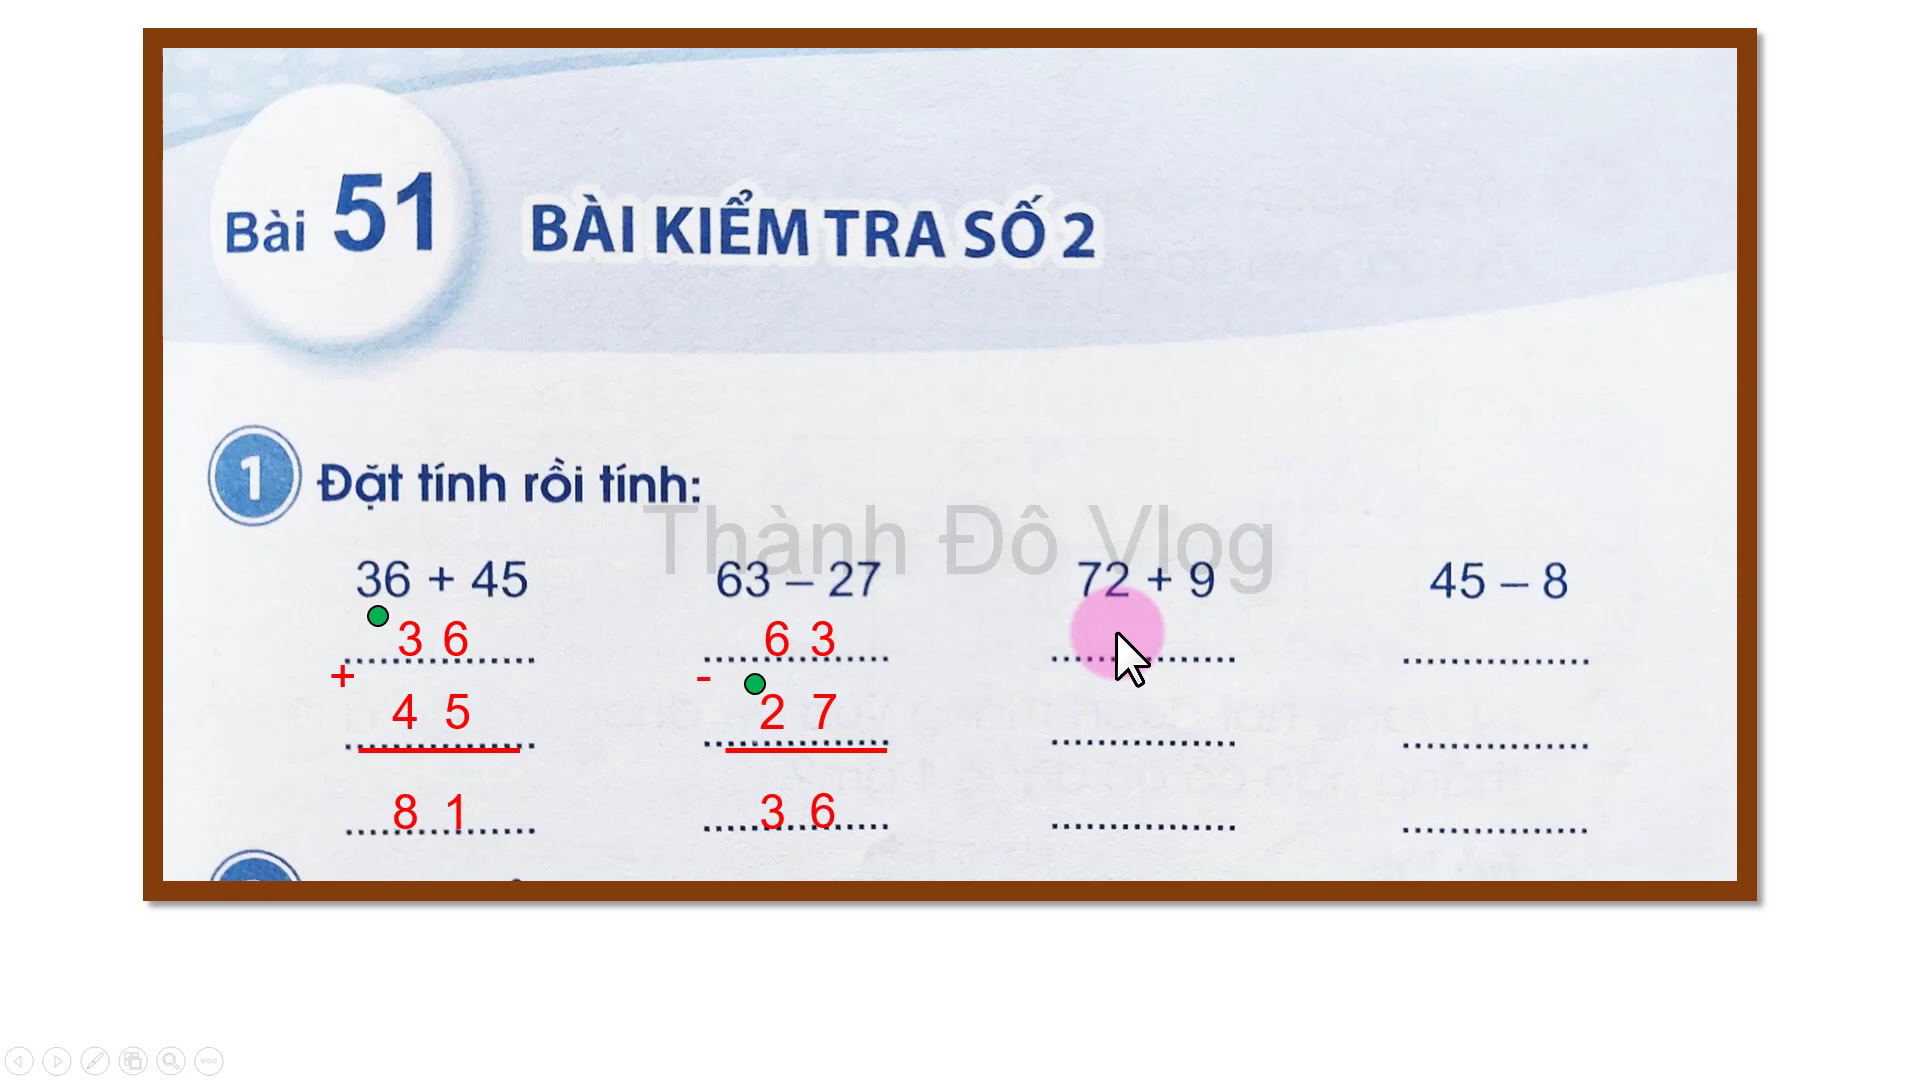 Bài 51 BÀI KIỂM TRA SỐ 2
1 Đặt tính rồi tính:
Thành Đô Vlog
36 + 45 63 – 27 72 + 9 45 – 8
3 6 6 3
+ -
4 5 2 7
8 1 3 6